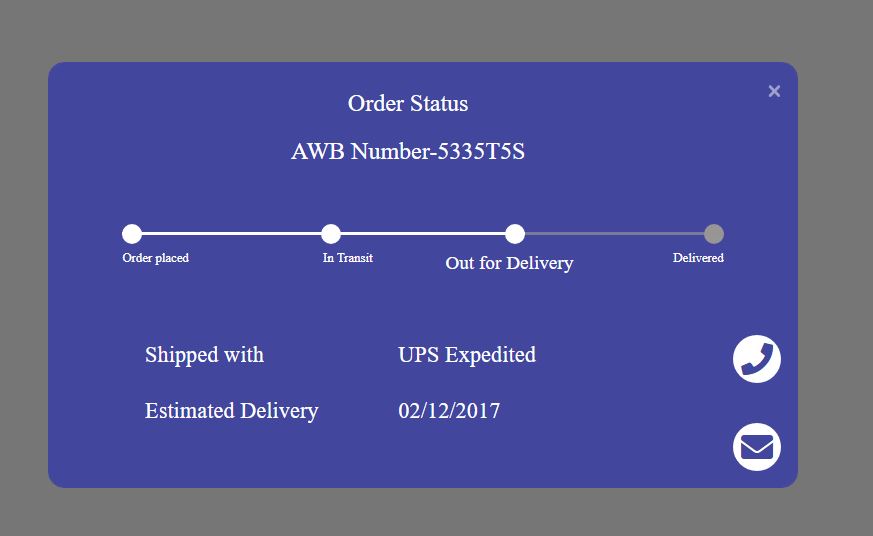 Order Status
AWB Number-5335T5S
Order placed
In Transit
Out for Delivery
Delivered
Shipped with UPS Expedited
Estimated Delivery 02/12/2017